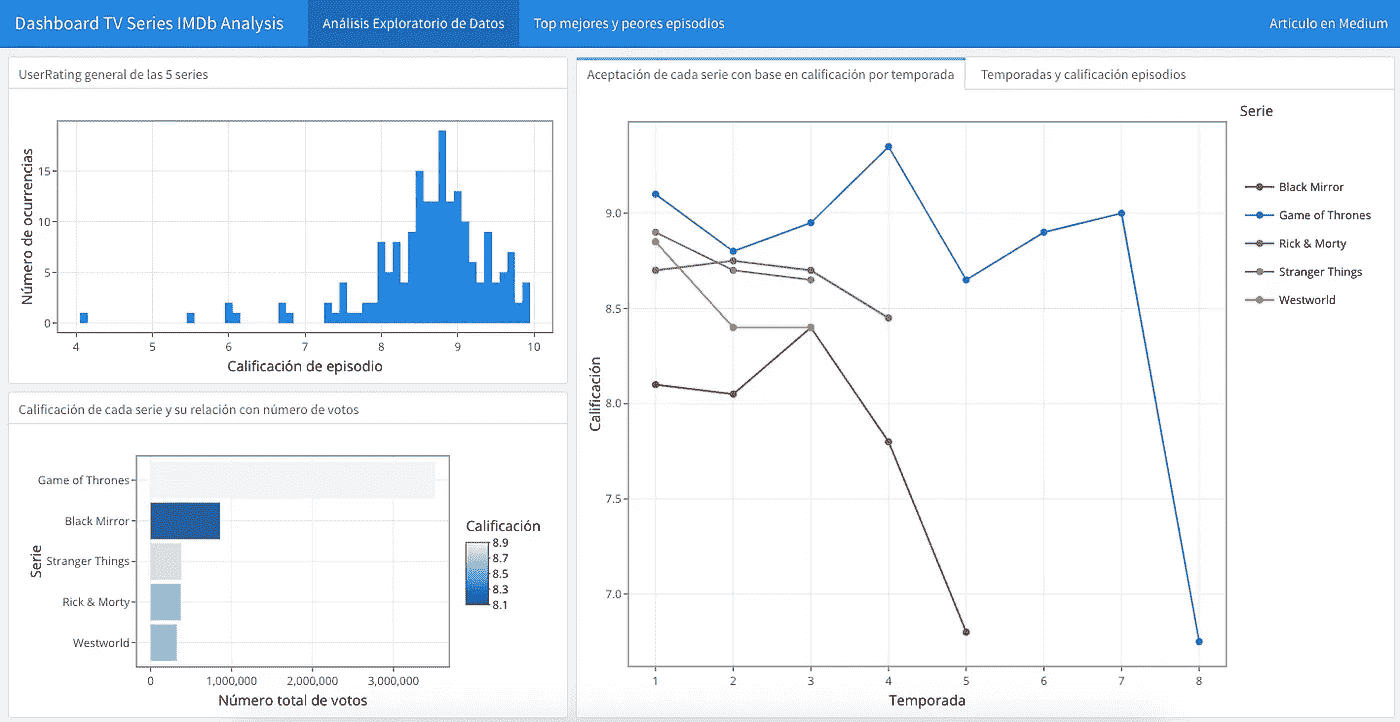 Dashboard TV Series IMDb Analysis
Análisis Exploratorio de Datos
Top mejores y peores episodios
Articulo en Medium
UserRating general de las 5 series
Número de ocurrencias
15
10
5
0
4 5 6 7 8 9 10
Calificación de episodio
Calificación de cada serie y su relación con número de votos
Serie
Game of Thrones
Black Mirror
Stranger Things
Rick & Morty
Westworld
0 1,000,000 2,000,000 3,000,000
Número total de votos
Calificación
8.9
8.7
8.5
8.3
8.1
Aceptación de cada serie con base en calificación por temporada
Temporadas y calificación episodios
Calificación
9.0
8.5
8.0
7.5
7.0
1 2 3 4 5 6 7 8
Temporada
Serie
Black Mirror
Game of Thrones
Rick & Morty
Stranger Things
Westworld